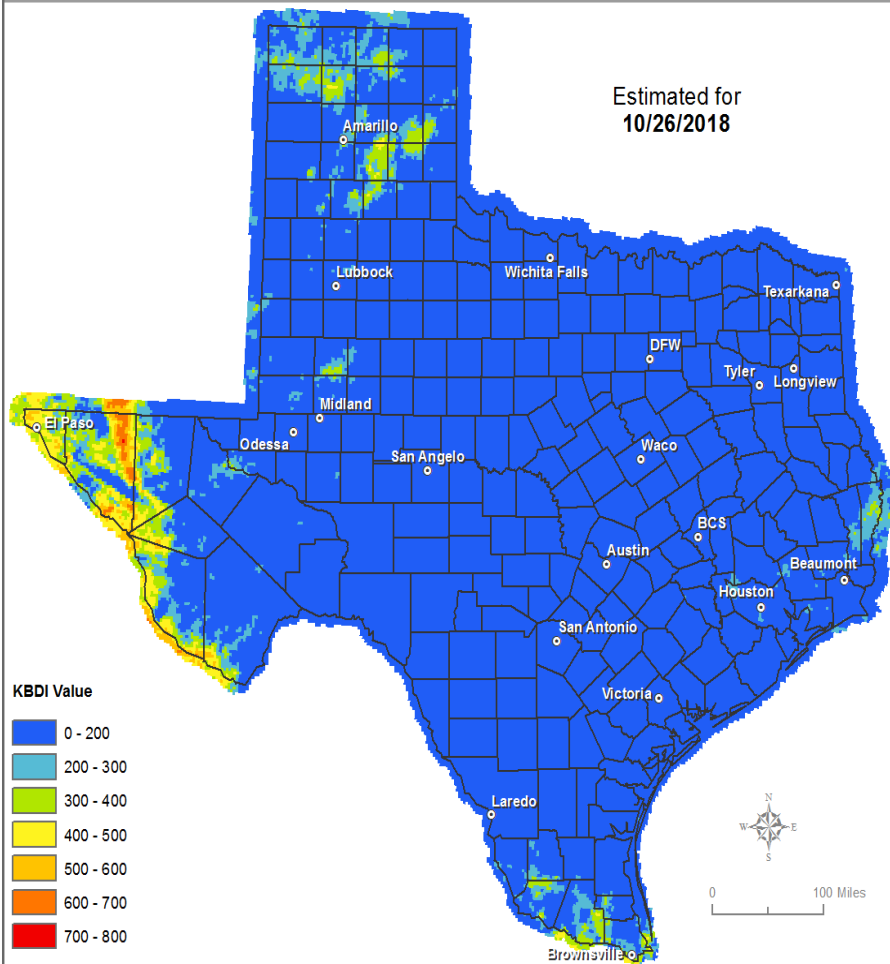 Estimated for
10/26/2018
Amarillo
Lubbock
Wichita Falls
Texarkana
DFW
Tyler
Longview
Midland
El Paso
Odessa
San Angelo
Waco
BCS
Austin
Beaumont
Houston
San Antonio
Victoria
Laredo
Brownsville
KBDI Value
0 - 200
200 - 300
300 - 400
400 - 500
500 - 600
600 - 700
700 - 800
N
W E
S
0 100 Miles